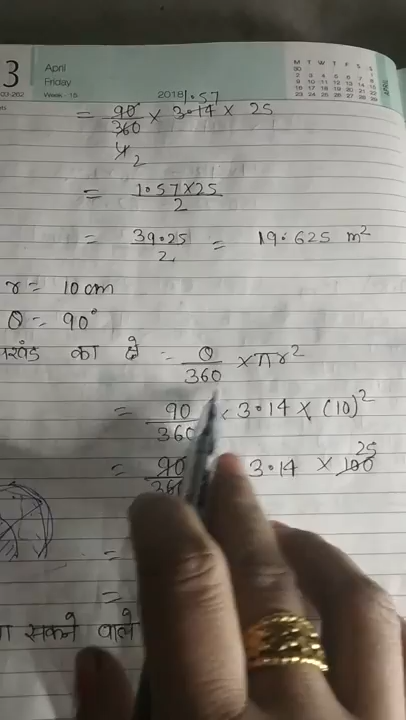 3 April
Friday
Week - 15 2018
M T W T F S S
= 90/360 × 3.14 × 25
1.57
4 2
= 1.57×25/2
= 39.25/2 = 19.625 m²
r = 10 cm
θ = 90°
का क्षे = θ/360 × πr²
= 90/360 × 3.14 × (10)²
25
= 90/360 3.14 × 100
=
=
सकने वाले